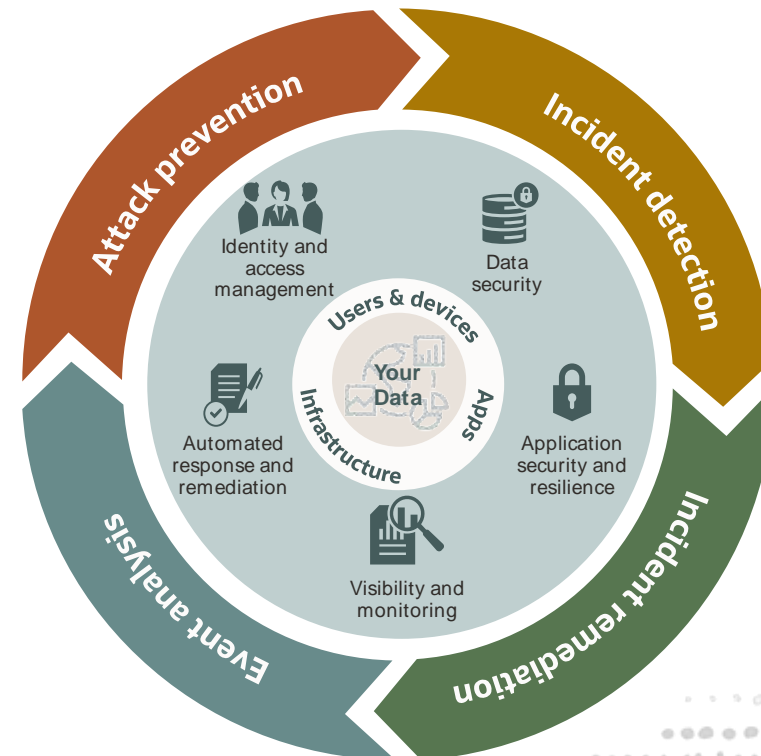 Attack prevention
Incident detection
Incident remediation
Event analysis
Identity and
access
management
Data
security
Application
security and
resilience
Visibility and
monitoring
Automated
response and
remediation
Users & devices
Apps
Infrastructure
Your
Data